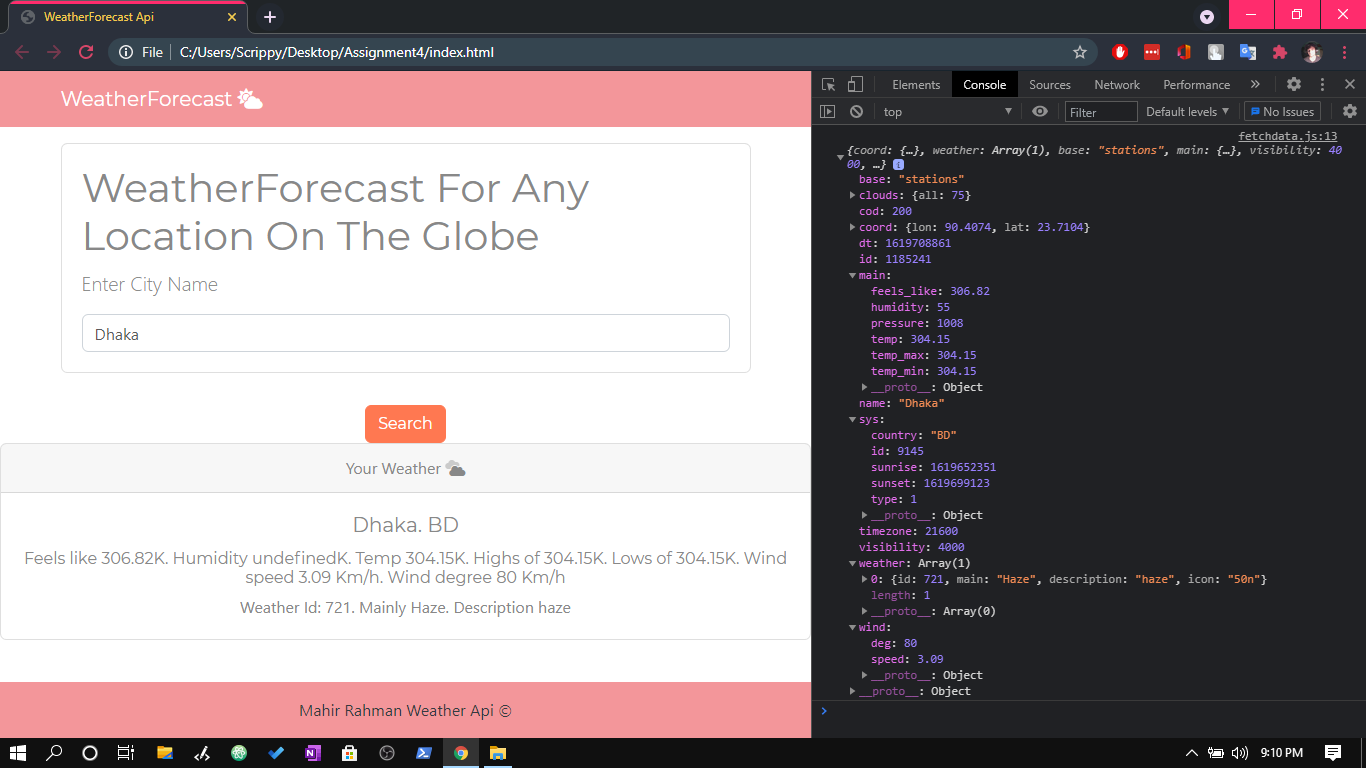 WeatherForecast Api
File
C:/Users/Scrippy/Desktop/Assignment4/index.html
WeatherForecast
WeatherForecast For Any
Location On The Globe
Enter City Name
Dhaka
Search
Your Weather
Dhaka. BD
Feels like 306.82K. Humidity undefinedK. Temp 304.15K. Highs of 304.15K. Lows of 304.15K. Wind
speed 3.09 Km/h. Wind degree 80 Km/h
Weather Id: 721. Mainly Haze. Description haze
Mahir Rahman Weather Api ©
Elements Console Sources Network Performance »
top Filter Default levels No Issues
fetchdata.js:13
{coord: {…}, weather: Array(1), base: "stations", main: {…}, visibility: 40
00, …}
base: "stations"
clouds: {all: 75}
cod: 200
coord: {lon: 90.4074, lat: 23.7104}
dt: 1619708861
id: 1185241
main:
feels_like: 306.82
humidity: 55
pressure: 1008
temp: 304.15
temp_max: 304.15
temp_min: 304.15
__proto__: Object
name: "Dhaka"
sys:
country: "BD"
id: 9145
sunrise: 1619652351
sunset: 1619699123
type: 1
__proto__: Object
timezone: 21600
visibility: 4000
weather: Array(1)
0: {id: 721, main: "Haze", description: "haze", icon: "50n"}
length: 1
__proto__: Array(0)
wind:
deg: 80
speed: 3.09
__proto__: Object
__proto__: Object
9:10 PM